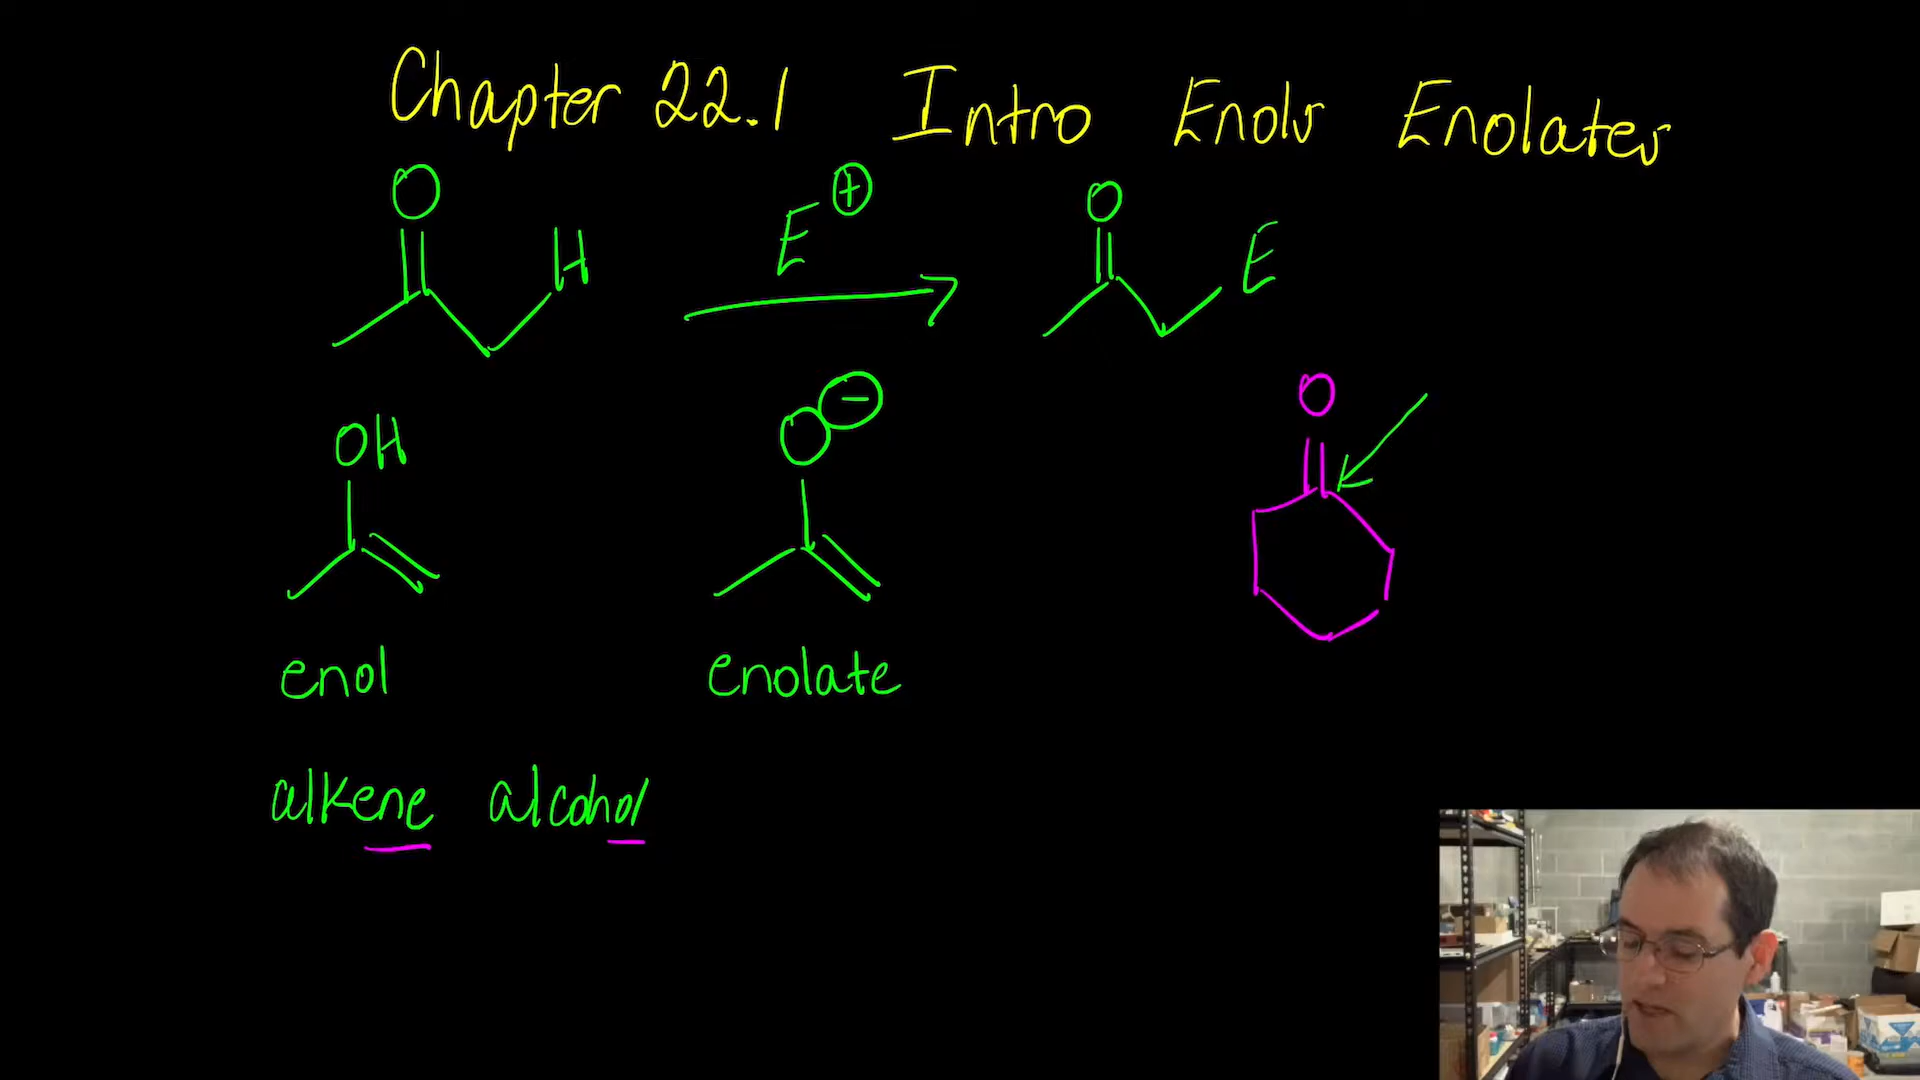 Chapter 22.1 Intro Enols Enolates
O H E + O E
OH O − O
enol enolate
alkene alcohol